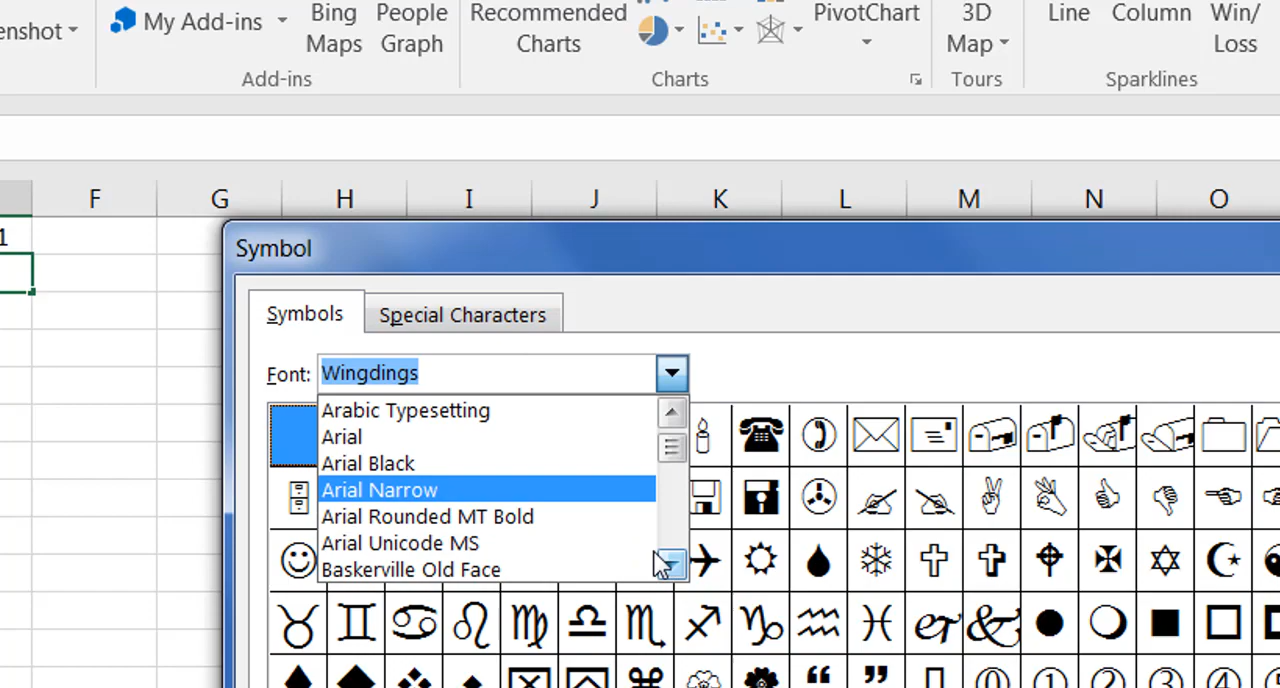 enshot
My Add-ins
Bing
Maps
People
Graph
Add-ins
Recommended
Charts
Charts
PivotChart
3D
Map
Tours
Line
Column
Win/
Loss
Sparklines
F G H I J K L M N O
1
Symbol
Symbols
Special Characters
Font: Wingdings
Arabic Typesetting
Arial
Arial Black
Arial Narrow
Arial Rounded MT Bold
Arial Unicode MS
Baskerville Old Face